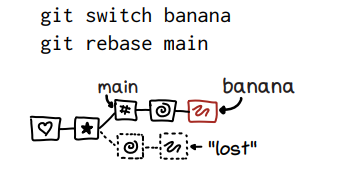 git switch banana
git rebase main
main
banana
#
"lost"